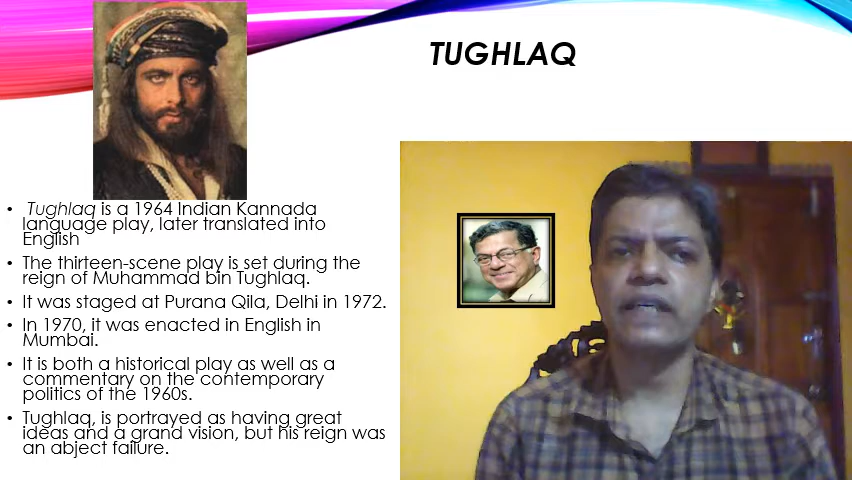 TUGHLAQ
• Tughlaq is a 1964 Indian Kannada
language play, later translated into
English
• The thirteen-scene play is set during the
reign of Muhammad bin Tughlaq.
• It was staged at Purana Qila, Delhi in 1972.
• In 1970, it was enacted in English in
Mumbai.
• It is both a historical play as well as a
commentary on the contemporary
politics of the 1960s.
• Tughlaq, is portrayed as having great
ideas and a grand vision, but his reign was
an abject failure.